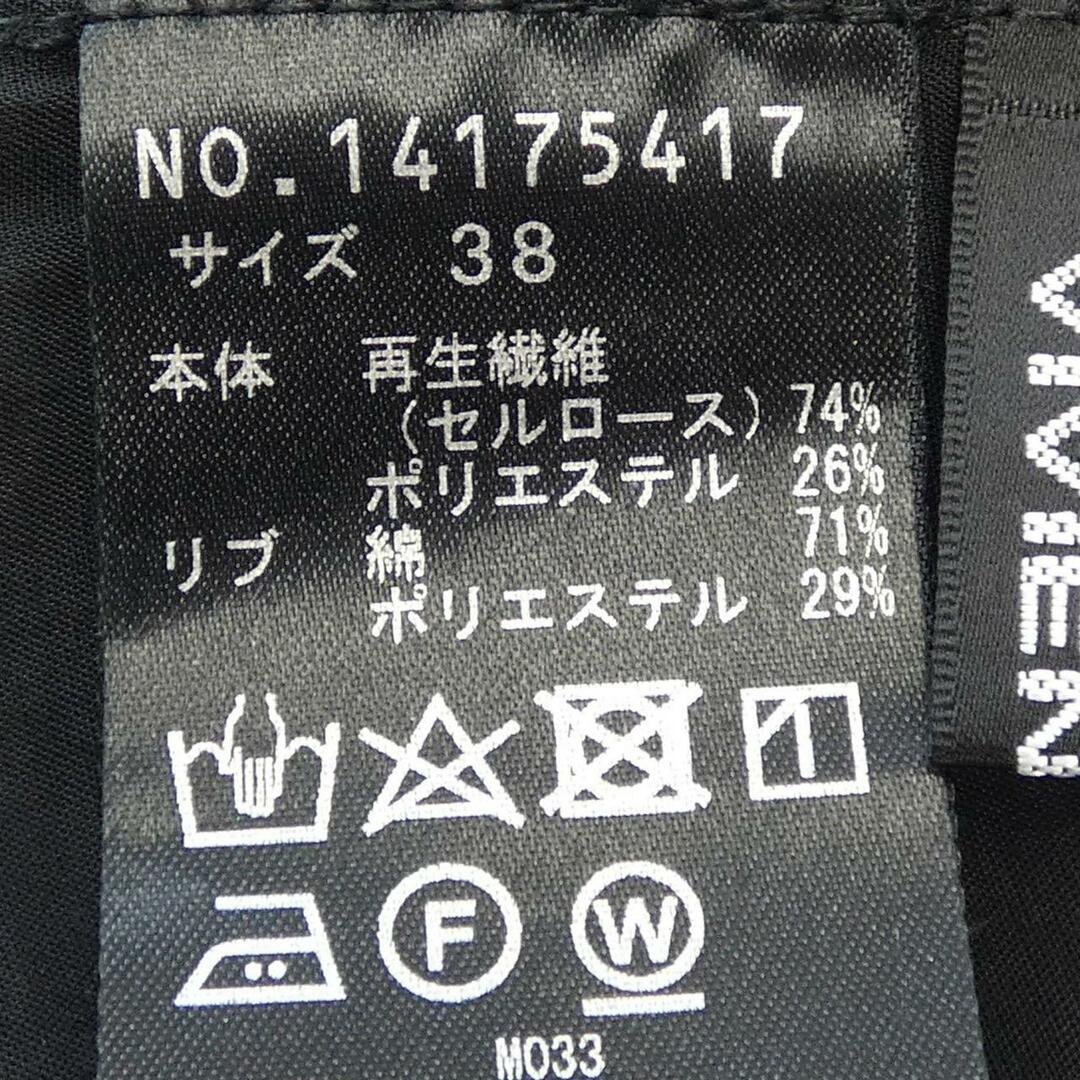 NO.14175417
サイズ 38
本体 再生繊維
(セルロース) 74%
ポリエステル 26%
リブ 綿 71%
ポリエステル 29%
F W
M033